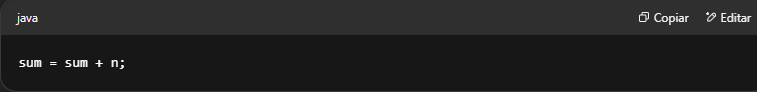 java
Copiar
Editar
sum = sum + n;